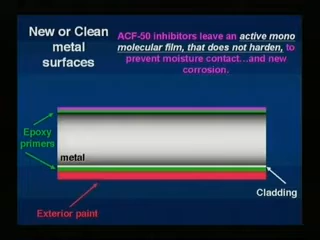 New or Clean
metal
surfaces
ACF-50 inhibitors leave an active mono
molecular film, that does not harden, to
prevent moisture contact...and new
corrosion.
Epoxy
primers
metal
Cladding
Exterior paint